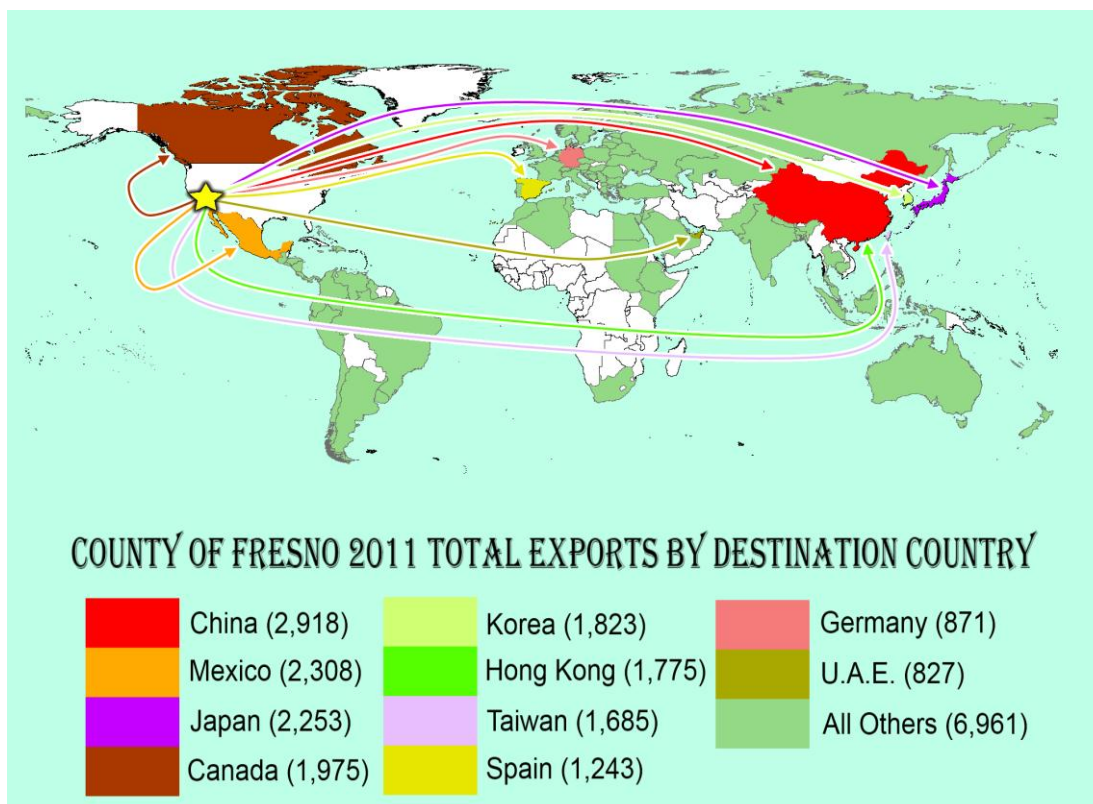 COUNTY OF FRESNO 2011 TOTAL EXPORTS BY DESTINATION COUNTRY
China (2,918)
Mexico (2,308)
Japan (2,253)
Canada (1,975)
Korea (1,823)
Hong Kong (1,775)
Taiwan (1,685)
Spain (1,243)
Germany (871)
U.A.E. (827)
All Others (6,961)